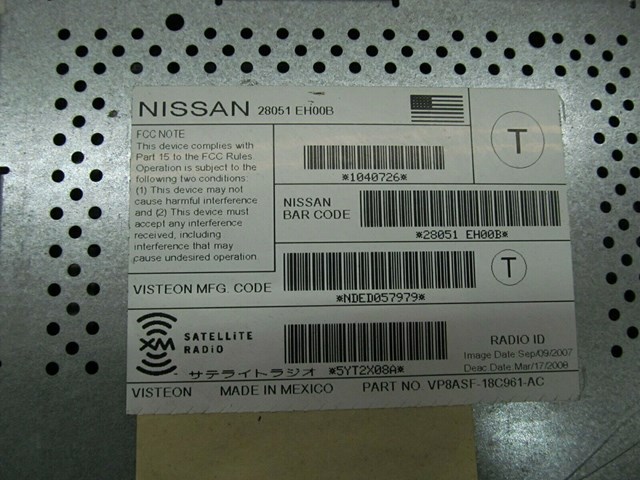 NISSAN 28051 EH00B
FCC NOTE
This device complies with
Part 15 to the FCC Rules
Operation is subject to the
following two conditions:
(1) This device may not
cause harmful interference
and (2) This device must
accept any interference
received, including
interference that may
cause undesired operation
*1040726*
T
NISSAN
BAR CODE
*28051 EH00B*
VISTEON MFG. CODE
*NDED057979*
T
XM
SATELLITE
RADIO
サテライトラジオ
*5YT2X08A*
RADIO ID
Image Date Sep/09/2007
Deac Date Mar/17/2008
VISTEON MADE IN MEXICO PART NO. VP8ASF-18C961-AC